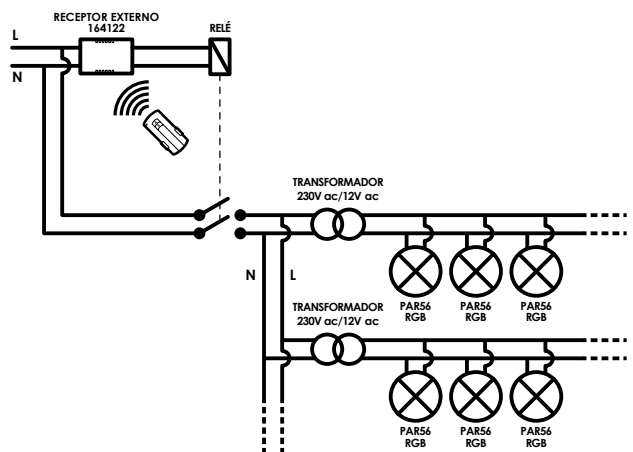 RECEPTOR EXTERNO
164122
RELÉ
L
N
TRANSFORMADOR
230V ac/12V ac
N
L
PAR56
RGB
PAR56
RGB
PAR56
RGB
TRANSFORMADOR
230V ac/12V ac
PAR56
RGB
PAR56
RGB
PAR56
RGB